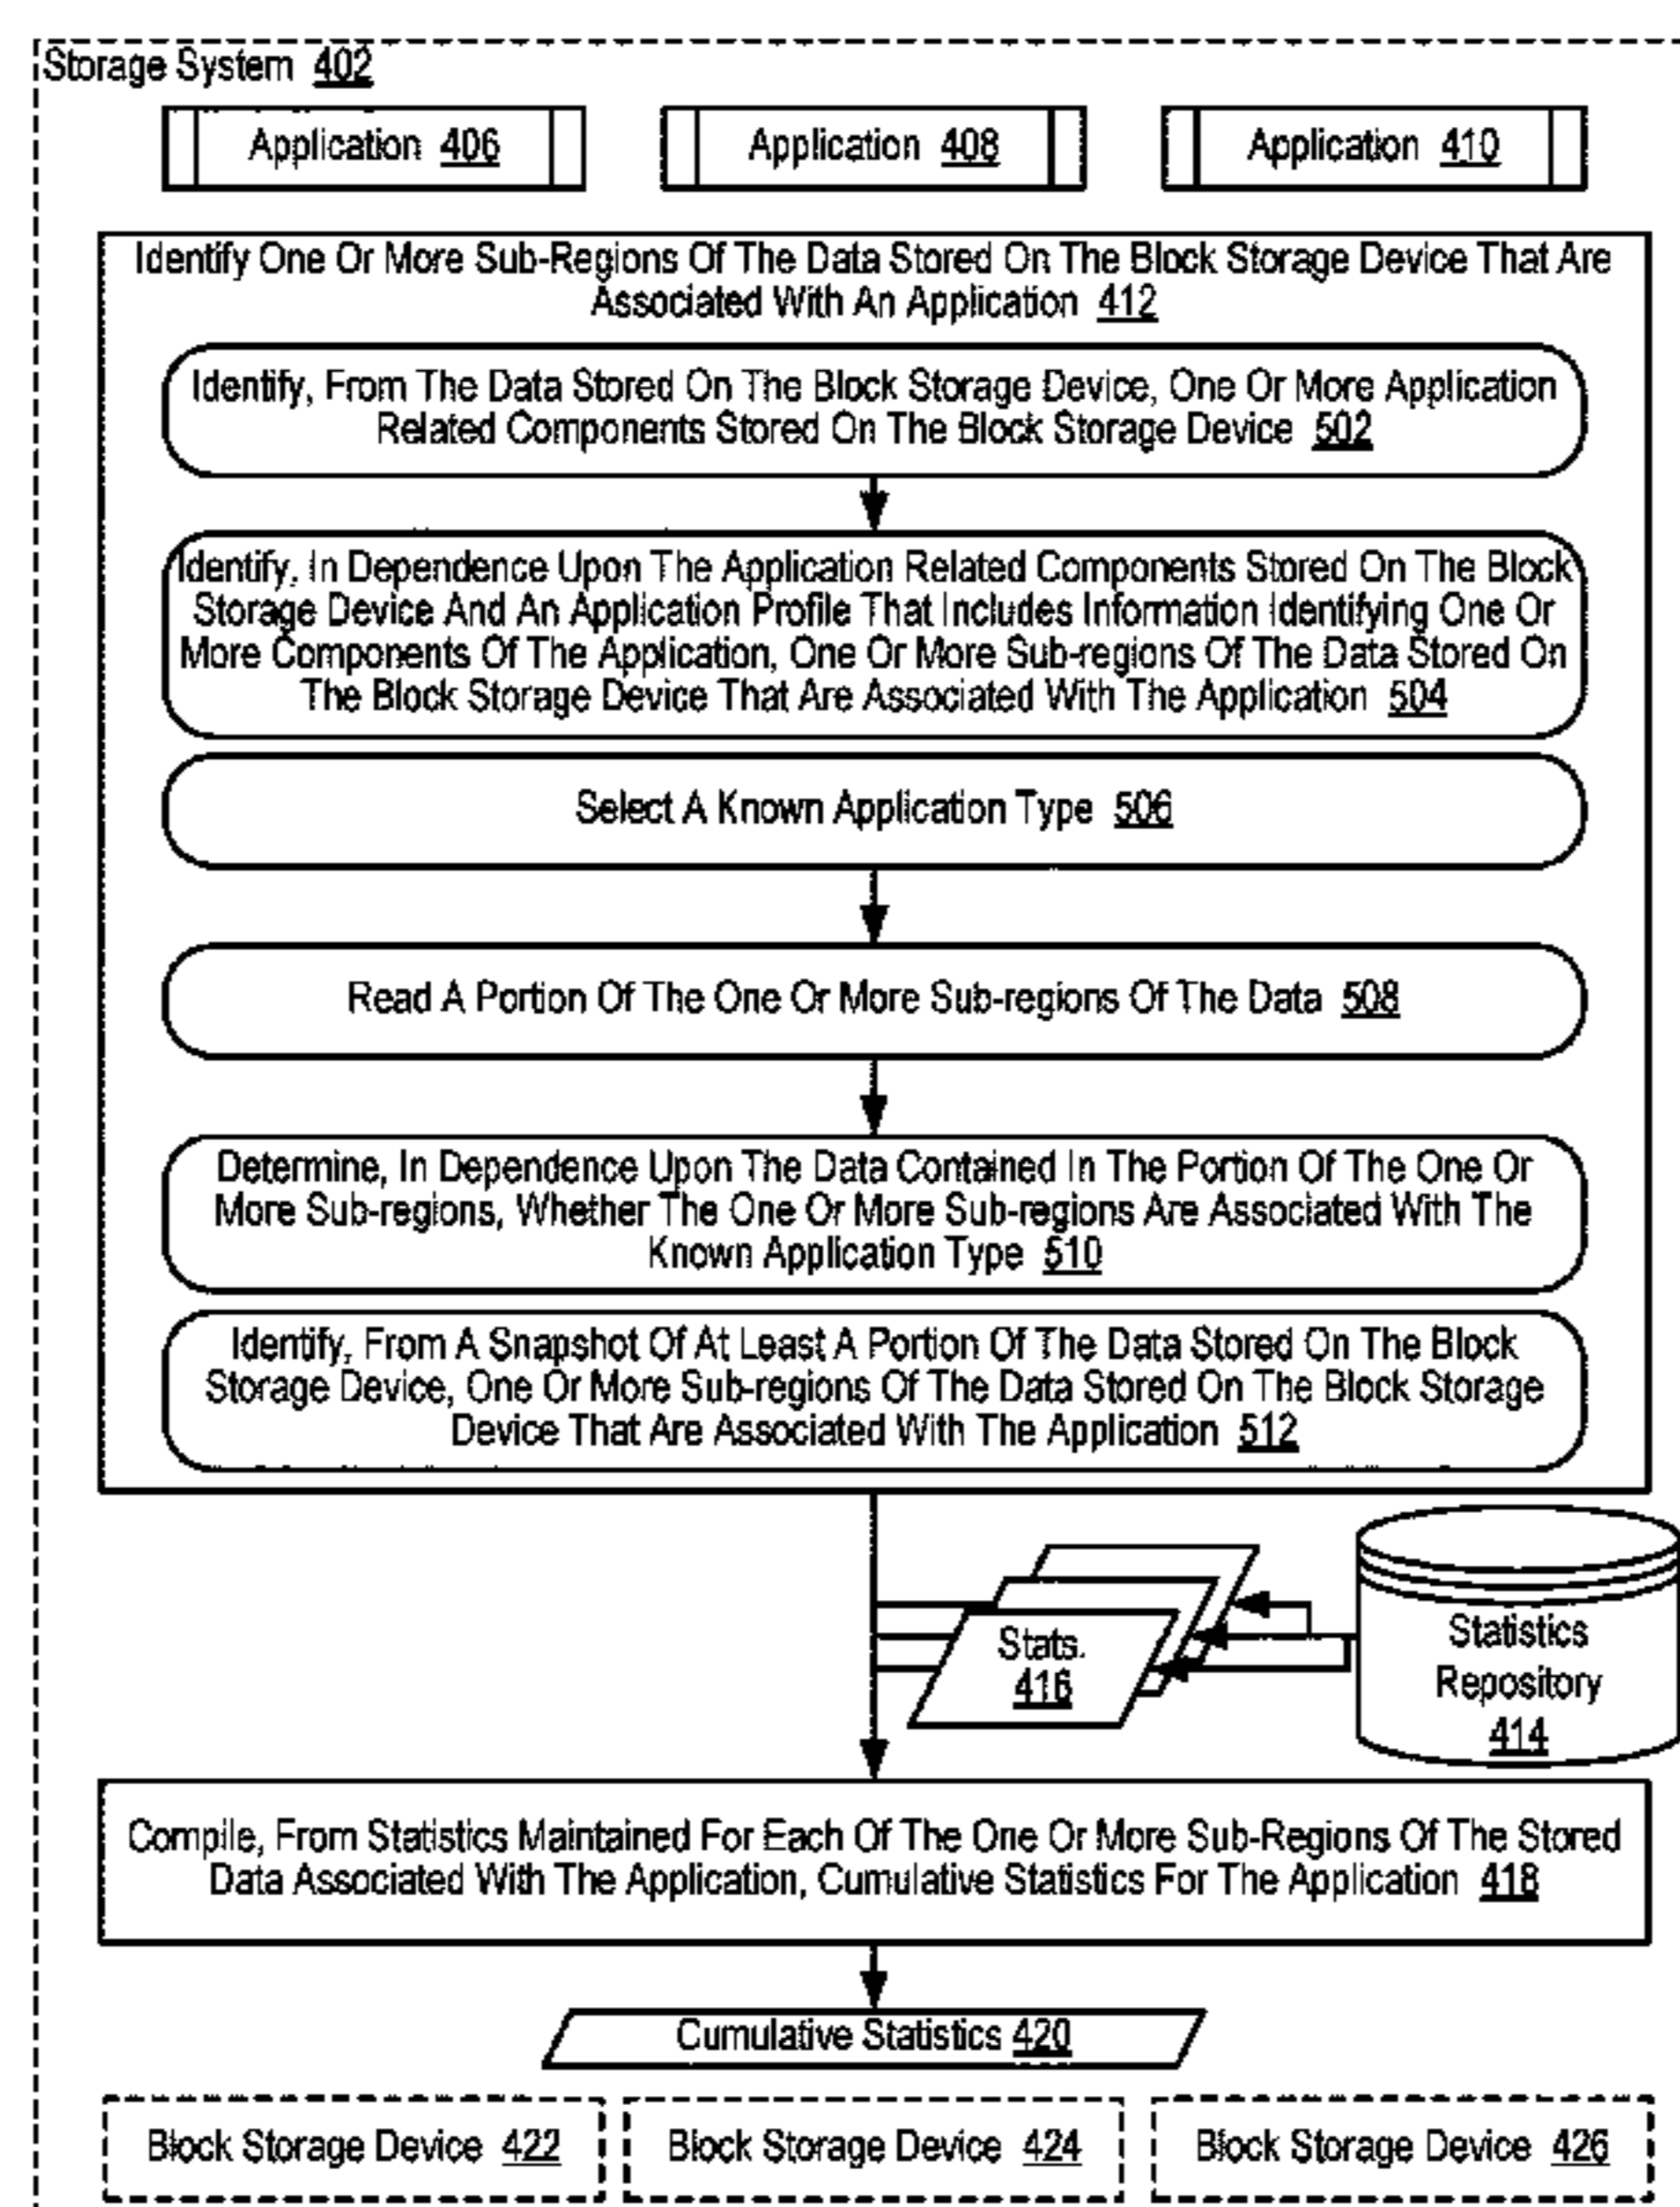 Storage System 402
Application 406
Application 408
Application 410
Identify One Or More Sub-Regions Of The Data Stored On The Block Storage Device That Are
Associated With An Application 412
Identify, From The Data Stored On The Block Storage Device, One Or More Application
Related Components Stored On The Block Storage Device 502
Identify, In Dependence Upon The Application Related Components Stored On The Block
Storage Device And An Application Profile That Includes Information Identifying One Or
More Components Of The Application, One Or More Sub-regions Of The Data Stored On
The Block Storage Device That Are Associated With The Application 504
Select A Known Application Type 506
Read A Portion Of The One Or More Sub-regions Of The Data 508
Determine, In Dependence Upon The Data Contained In The Portion Of The One Or
More Sub-regions, Whether The One Or More Sub-regions Are Associated With The
Known Application Type 510
Identify, From A Snapshot Of At Least A Portion Of The Data Stored On The Block
Storage Device, One Or More Sub-regions Of The Data Stored On The Block Storage
Device That Are Associated With The Application 512
Stats.
416
Statistics
Repository
414
Compile, From Statistics Maintained For Each Of The One Or More Sub-Regions Of The Stored
Data Associated With The Application, Cumulative Statistics For The Application 418
Cumulative Statistics 420
Block Storage Device 422
Block Storage Device 424
Block Storage Device 426